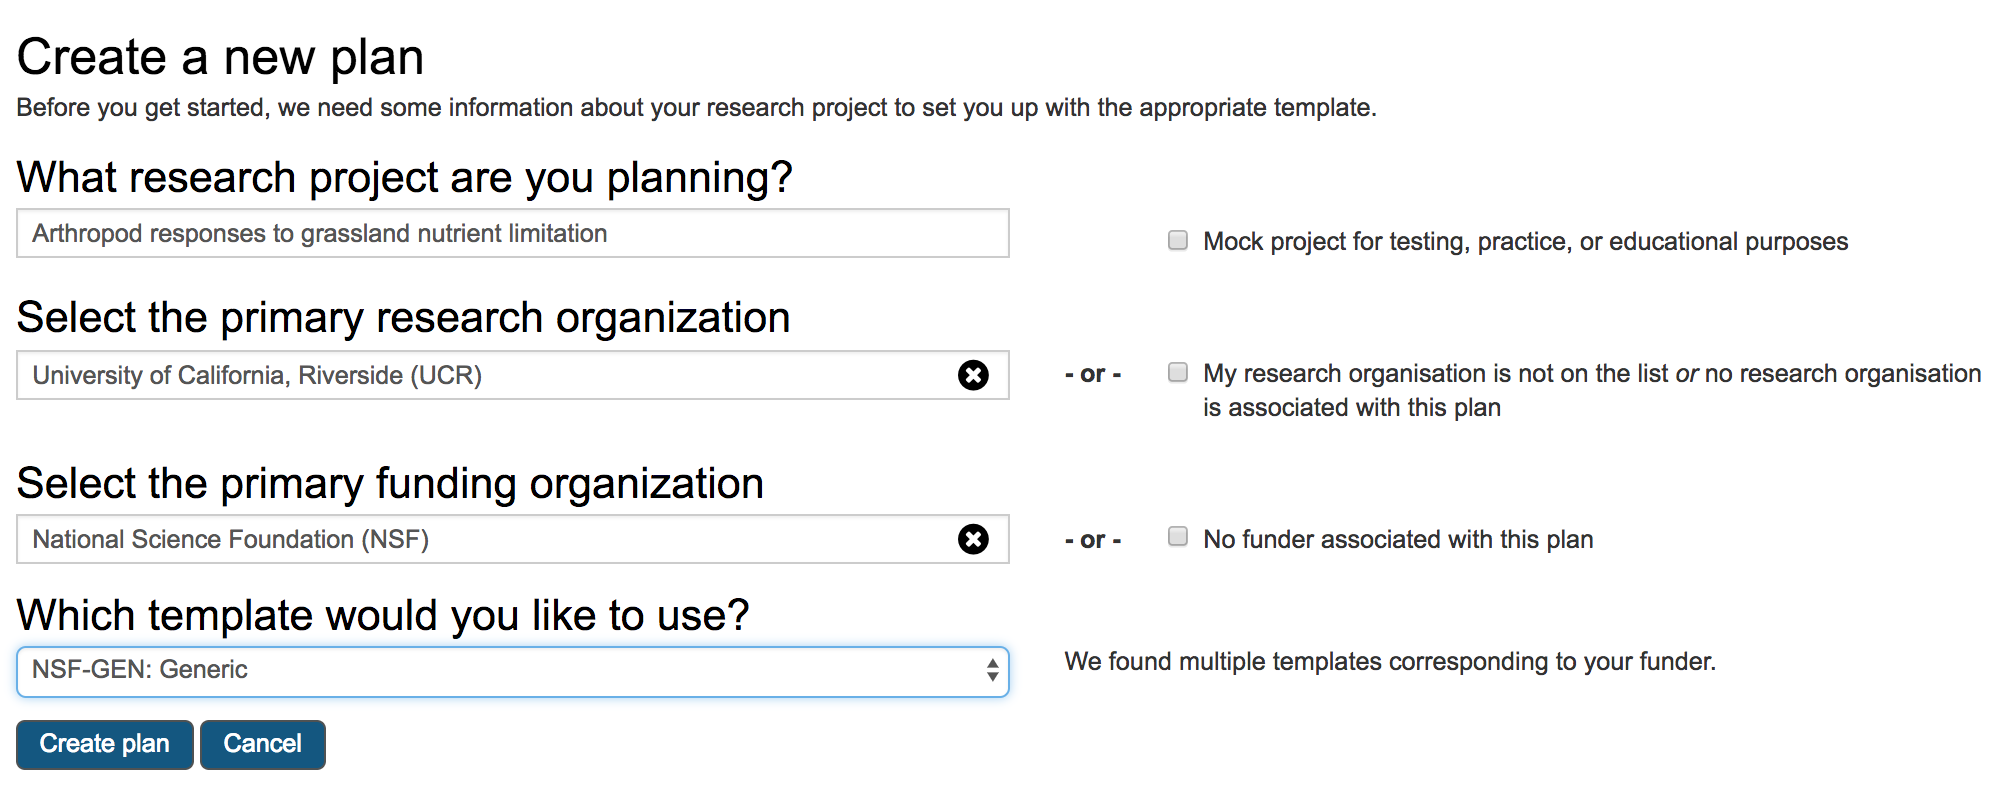 Create a new plan
Before you get started, we need some information about your research project to set you up with the appropriate template.
What research project are you planning?
Arthropod responses to grassland nutrient limitation
Mock project for testing, practice, or educational purposes
Select the primary research organization
University of California, Riverside (UCR)
- or -
My research organisation is not on the list or no research organisation
is associated with this plan
Select the primary funding organization
National Science Foundation (NSF)
- or -
No funder associated with this plan
Which template would you like to use?
NSF-GEN: Generic
We found multiple templates corresponding to your funder.
Create plan
Cancel